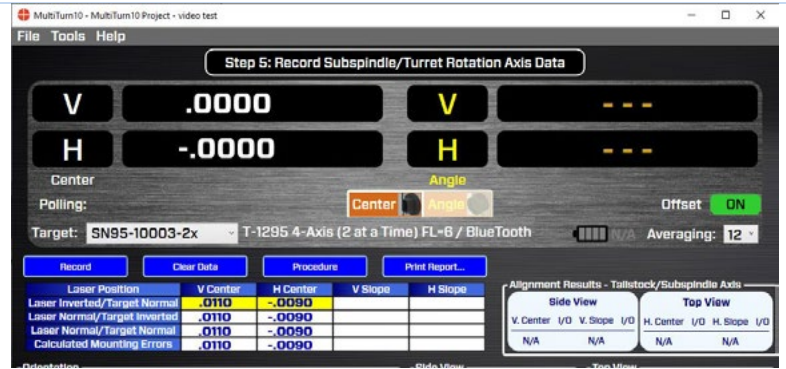 MultiTurn10 - MultiTurn10 Project - video test
File Tools Help
Step 5: Record Subspindle/Turret Rotation Axis Data
V .0000 V ---
H -.0000 H ---
Center Angle
Polling: Center Angle Offset ON
Target: SN95-10003-2x T-1295 4-Axis (2 at a Time) FL=6 / BlueTooth N/A Averaging: 12
Record Clear Data Procedure Print Report...
Laser Position V Center H Center V Slope H Slope
Laser Inverted/Target Normal .0110 -.0090
Laser Normal/Target Inverted .0110 -.0090
Laser Normal/Target Normal .0110 -.0090
Calculated Mounting Errors .0110 -.0090
Alignment Results - Tailstock/Subspindle Axis
Side View Top View
V. Center I/O V. Slope I/O H. Center I/O H. Slope I/O
N/A N/A N/A N/A
Orientation Side View Top View